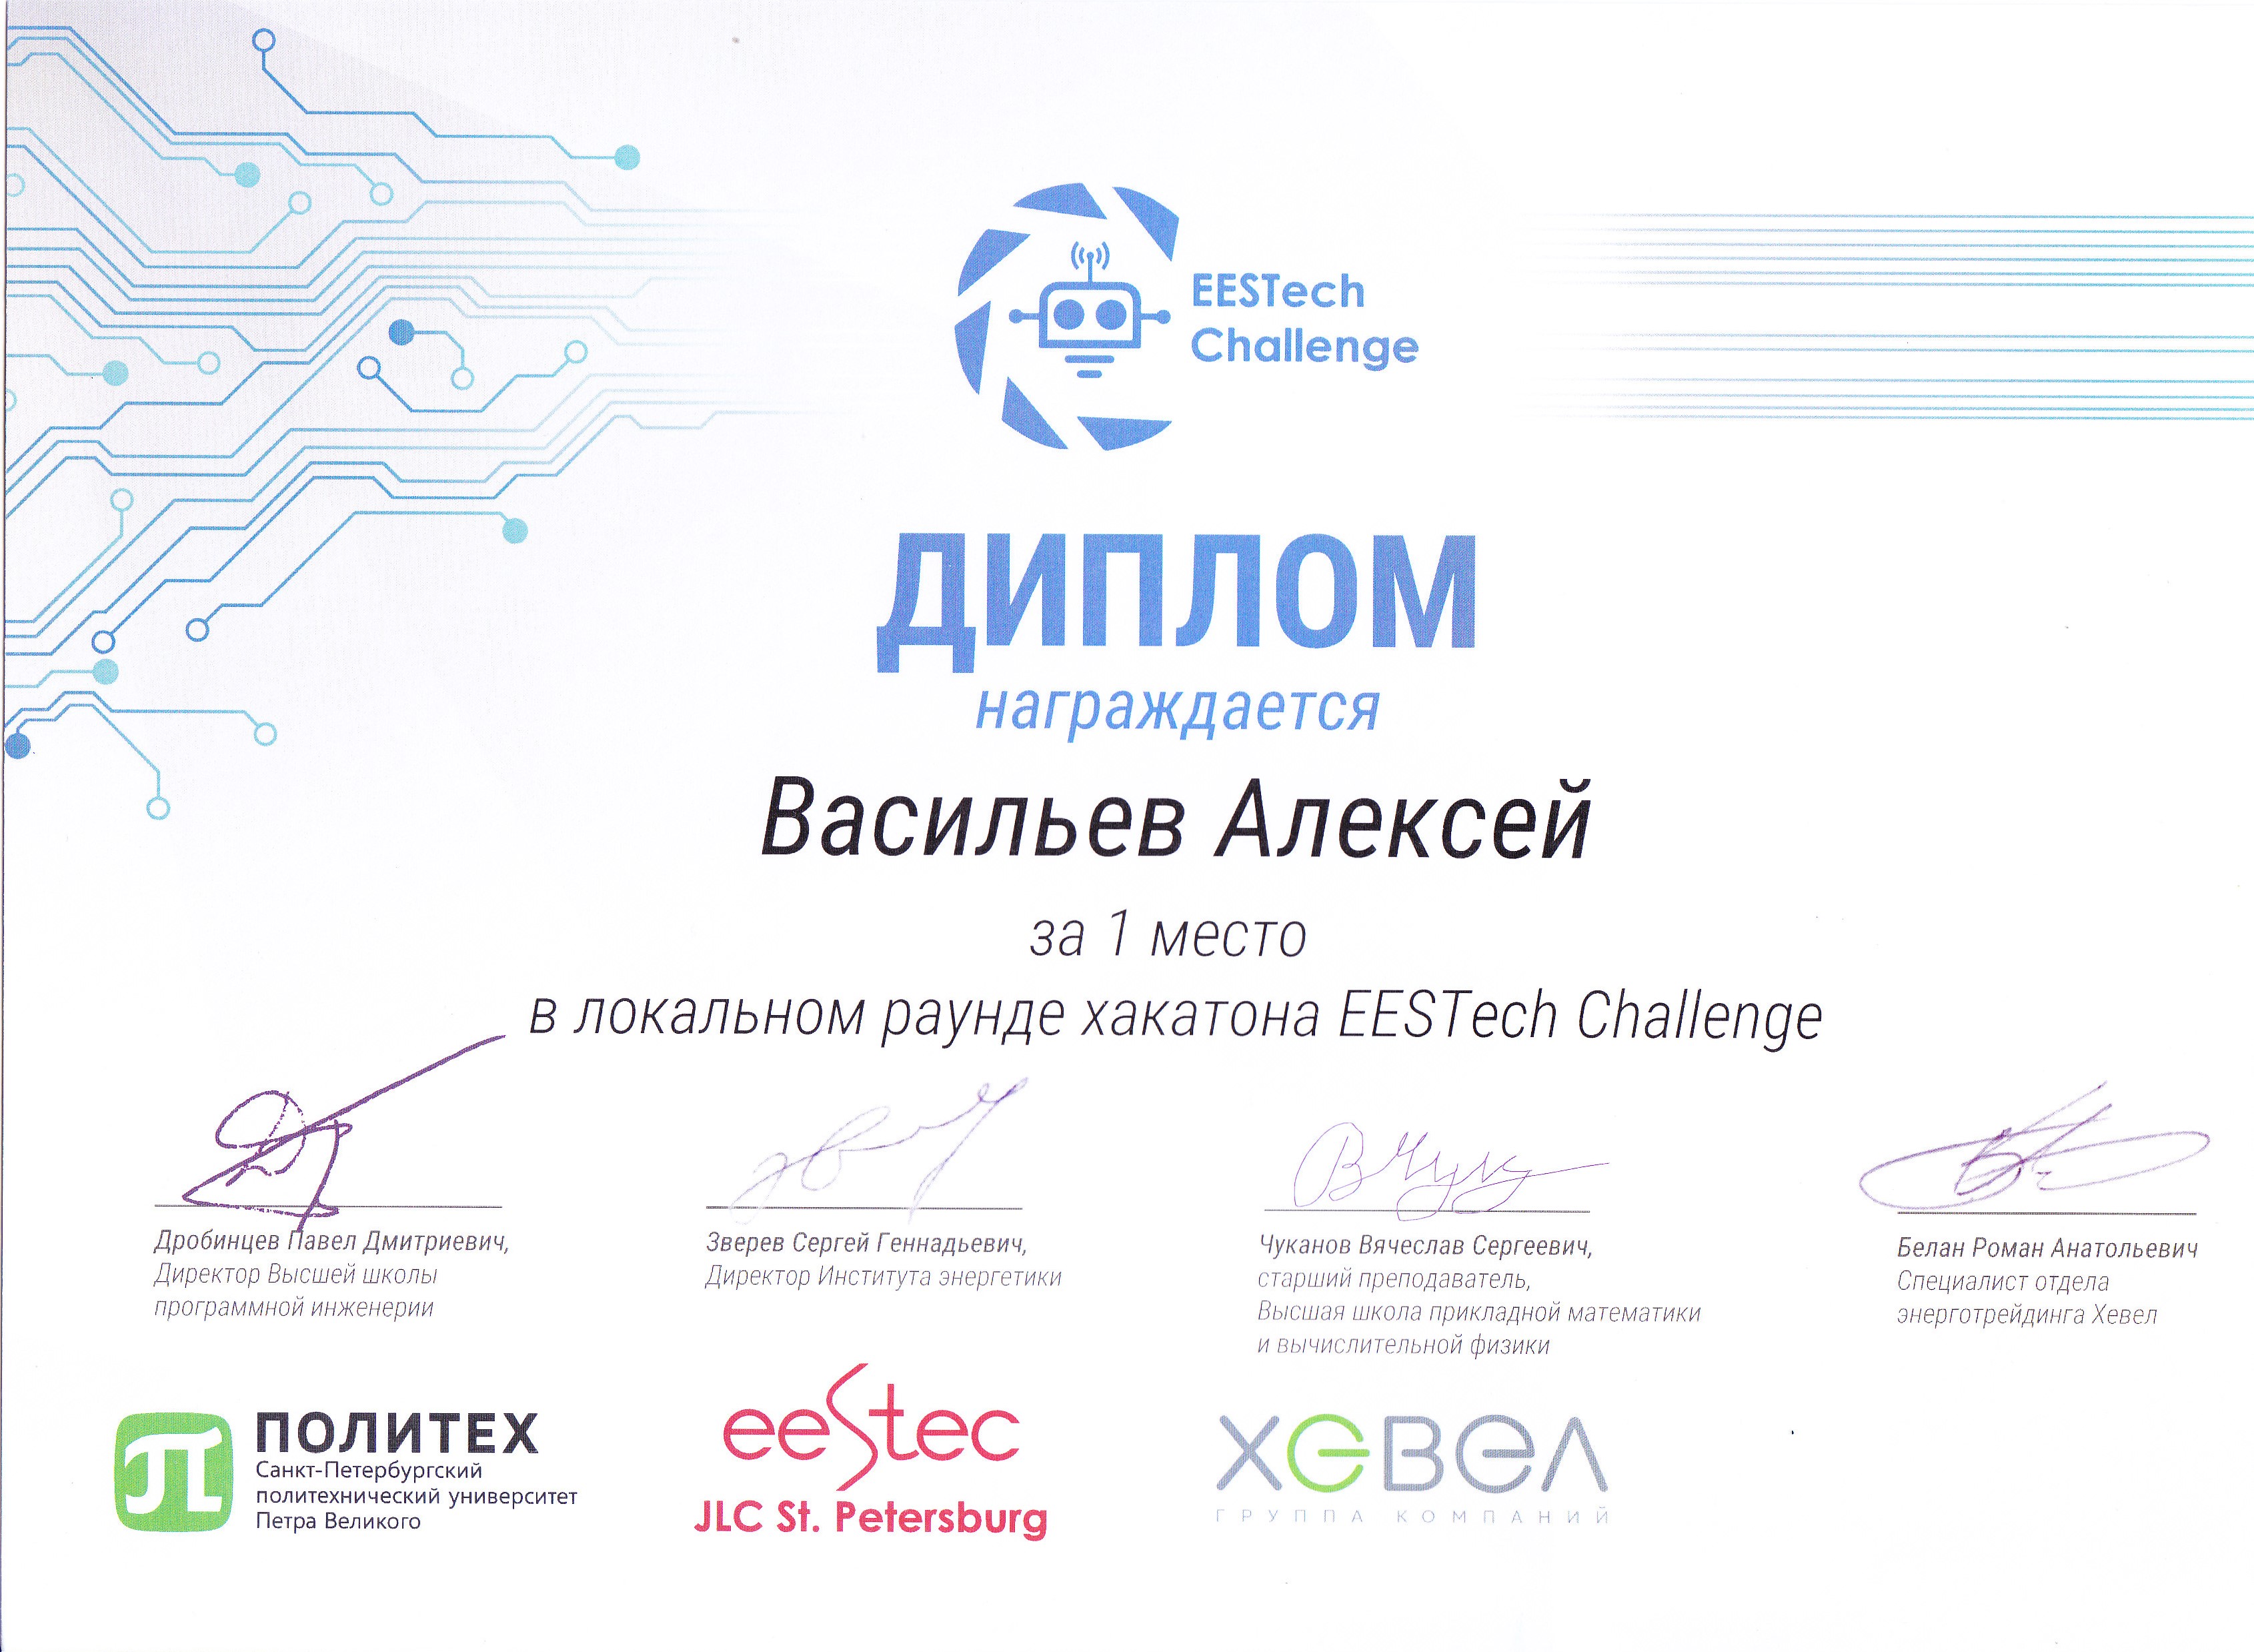 EESTech
Challenge
ДИПЛОМ
награждается
Васильев Алексей
за 1 место
в локальном раунде хакатона EESTech Challenge
Дробинцев Павел Дмитриевич,
Директор Высшей школы
программной инженерии
Зверев Сергей Геннадьевич,
Директор Института энергетики
Чуканов Вячеслав Сергеевич,
старший преподаватель,
Высшая школа прикладной математики
и вычислительной физики
Белан Роман Анатольевич
Специалист отдела
энерготрейдинга Хевел
ПОЛИТЕХ
Санкт-Петербургский
политехнический университет
Петра Великого
eestec
JLC St. Petersburg
ХЕВЕЛ
ГРУППА КОМПАНИЙ